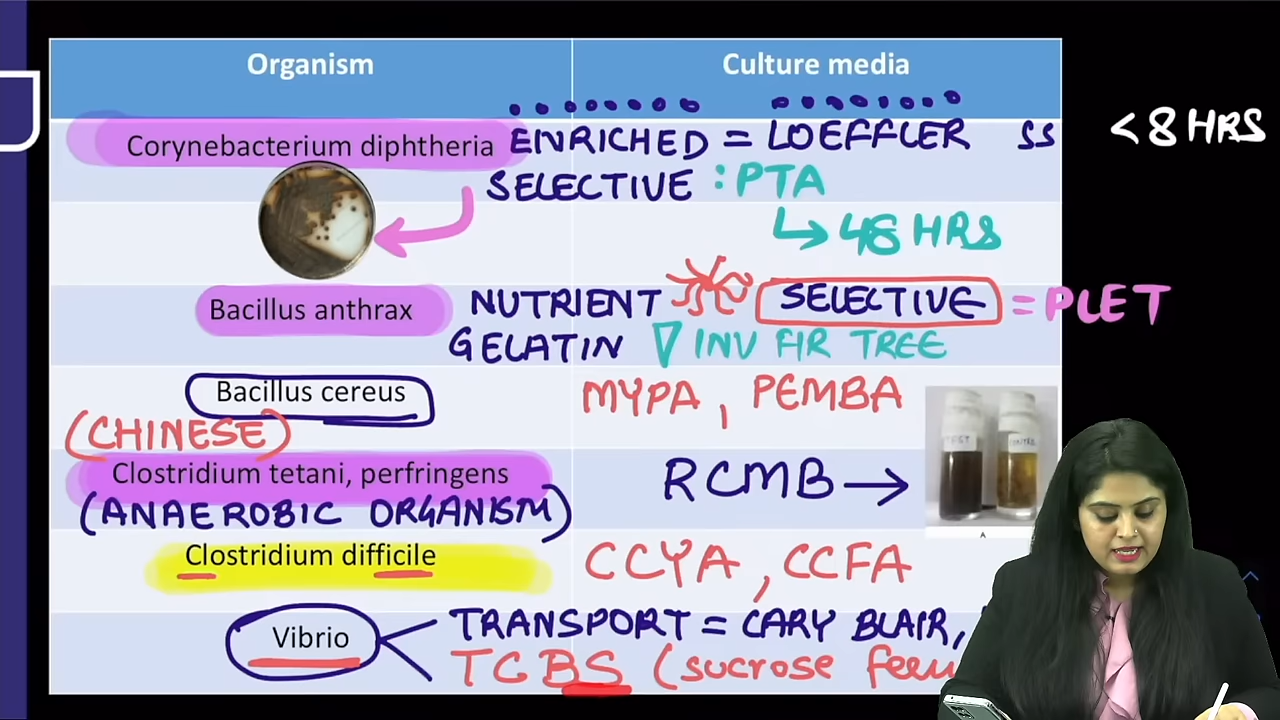 Organism Culture media
Corynebacterium diphtheria ENRICHED = LOEFFLER SS < 8 HRS
SELECTIVE : PTA
↳ 48 HRS
Bacillus anthrax NUTRIENT SELECTIVE = PLET
GELATIN ∇ INV FIR TREE
Bacillus cereus MYPA, PEMBA
(CHINESE)
Clostridium tetani, perfringens RCMB →
(ANAEROBIC ORGANISM)
A
Clostridium difficile CCYA, CCFA
Vibrio TRANSPORT = CARY BLAIR,
TCBS (sucrose